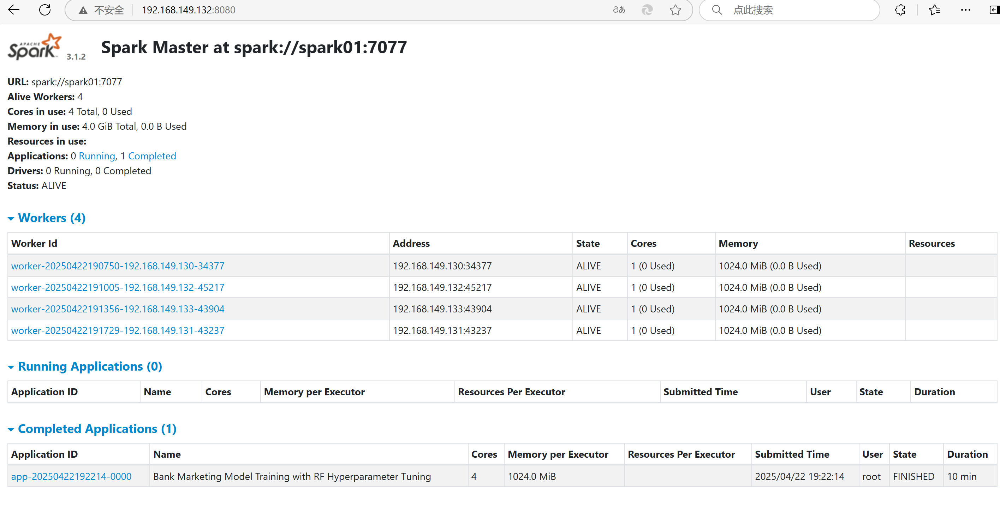 不安全 192.168.149.132:8080 aあ 点此搜索
APACHE
Spark 3.1.2 Spark Master at spark://spark01:7077
URL: spark://spark01:7077
Alive Workers: 4
Cores in use: 4 Total, 0 Used
Memory in use: 4.0 GiB Total, 0.0 B Used
Resources in use:
Applications: 0 Running, 1 Completed
Drivers: 0 Running, 0 Completed
Status: ALIVE
Workers (4)
Worker Id Address State Cores Memory Resources
worker-20250422190750-192.168.149.130-34377 192.168.149.130:34377 ALIVE 1 (0 Used) 1024.0 MiB (0.0 B Used)
worker-20250422191005-192.168.149.132-45217 192.168.149.132:45217 ALIVE 1 (0 Used) 1024.0 MiB (0.0 B Used)
worker-20250422191356-192.168.149.133-43904 192.168.149.133:43904 ALIVE 1 (0 Used) 1024.0 MiB (0.0 B Used)
worker-20250422191729-192.168.149.131-43237 192.168.149.131:43237 ALIVE 1 (0 Used) 1024.0 MiB (0.0 B Used)
Running Applications (0)
Application ID Name Cores Memory per Executor Resources Per Executor Submitted Time User State Duration
Completed Applications (1)
Application ID Name Cores Memory per Executor Resources Per Executor Submitted Time User State Duration
app-20250422192214-0000 Bank Marketing Model Training with RF Hyperparameter Tuning 4 1024.0 MiB 2025/04/22 19:22:14 root FINISHED 10 min